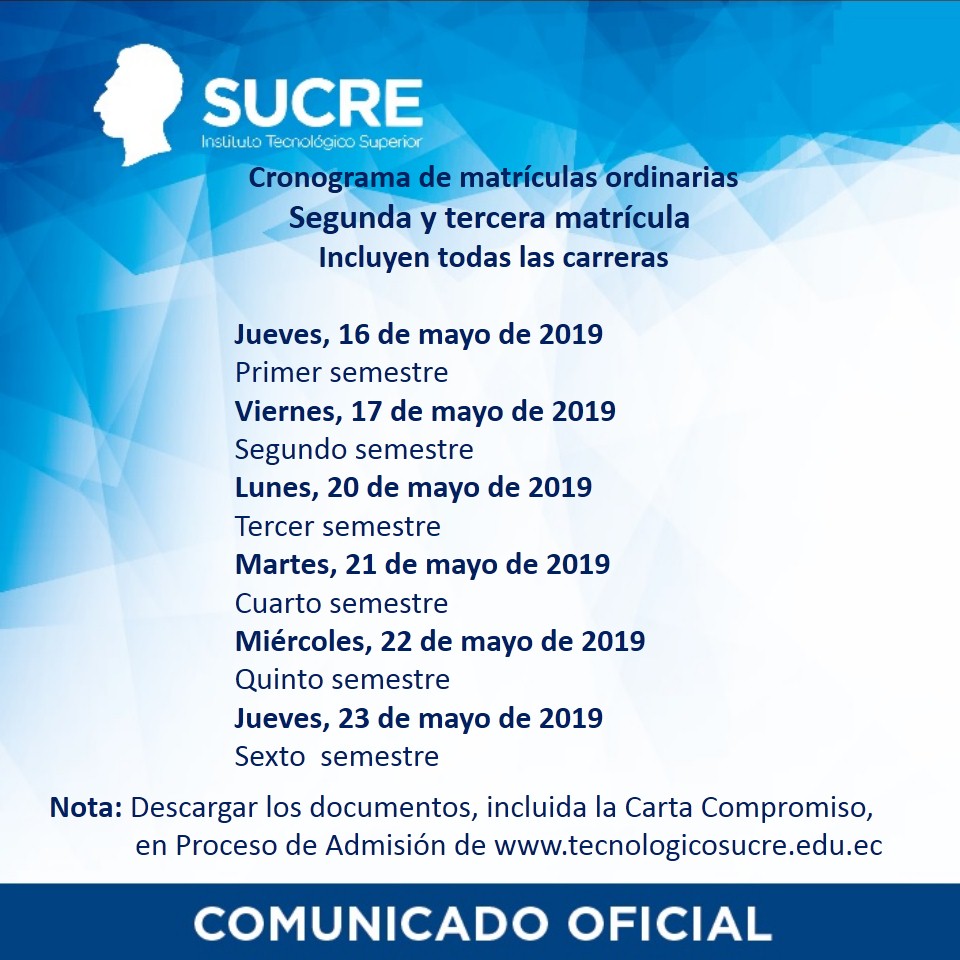 SUCRE
Instituto Tecnológico Superior
Cronograma de matrículas ordinarias
Segunda y tercera matrícula
Incluyen todas las carreras
Jueves, 16 de mayo de 2019
Primer semestre
Viernes, 17 de mayo de 2019
Segundo semestre
Lunes, 20 de mayo de 2019
Tercer semestre
Martes, 21 de mayo de 2019
Cuarto semestre
Miércoles, 22 de mayo de 2019
Quinto semestre
Jueves, 23 de mayo de 2019
Sexto  semestre
Nota: Descargar los documentos, incluida la Carta Compromiso,
en Proceso de Admisión de www.tecnologicosucre.edu.ec
COMUNICADO OFICIAL